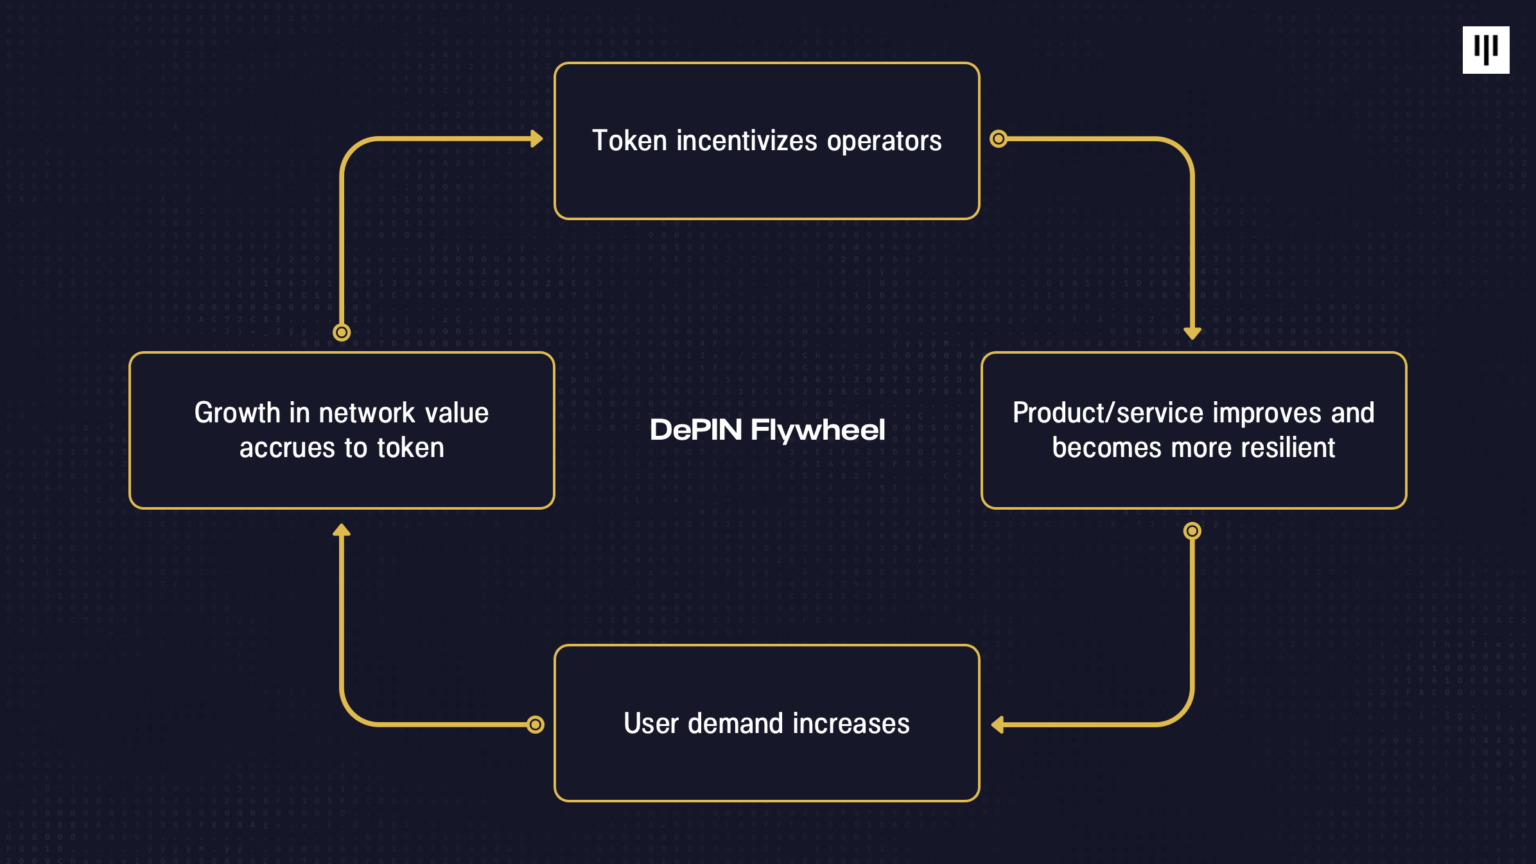 Token incentivizes operators
Growth in network value
accrues to token
DePIN Flywheel
Product/service improves and
becomes more resilient
User demand increases